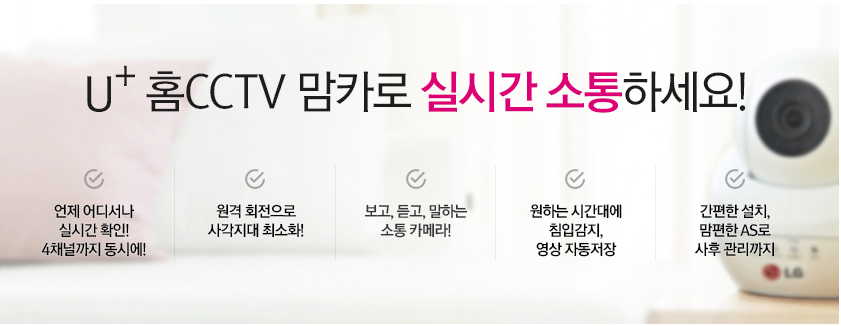 U+ 홈CCTV 맘카로 실시간 소통하세요!
언제 어디서나
실시간 확인!
4채널까지 동시에!
원격 회전으로
사각지대 최소화!
보고, 듣고, 말하는
소통 카메라!
원하는 시간대에
침입감지,
영상 자동저장
간편한 설치,
맘편한 AS로
사후 관리까지
LG